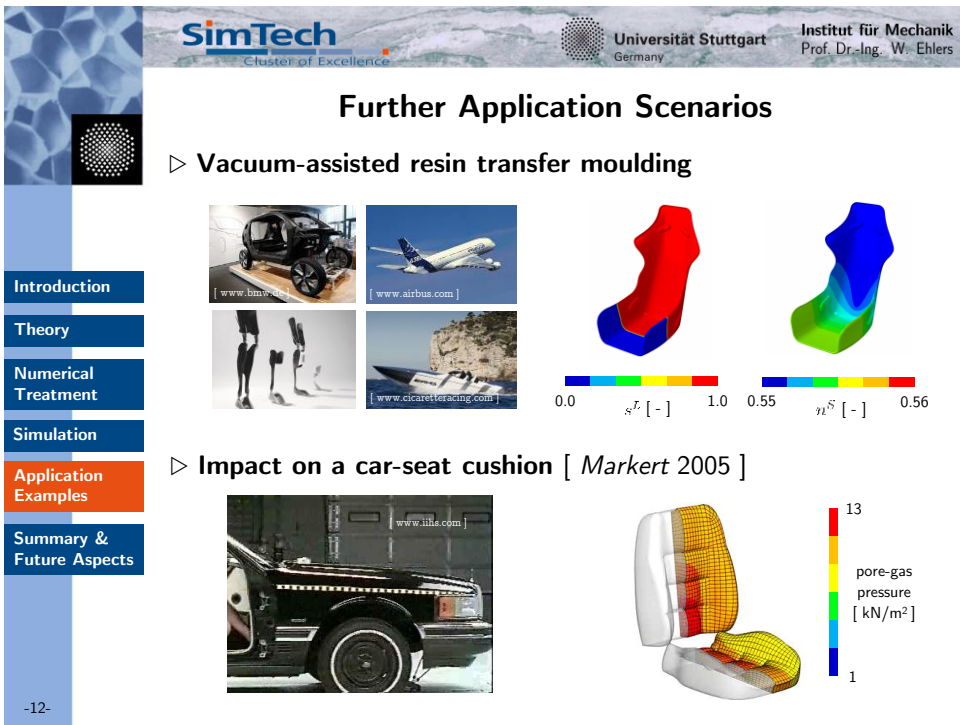 SimTech
Cluster of Excellence
Universität Stuttgart
Germany
Institut für Mechanik
Prof. Dr.-Ing. W. Ehlers
Further Application Scenarios
▷ Vacuum-assisted resin transfer moulding
[ www.bmw.de ]
[ www.airbus.com ]
[ www.cicaretteracing.com ]
0.0
s^L [ - ]
1.0
0.55
n^S [ - ]
0.56
Introduction
Theory
Numerical
Treatment
Simulation
Application
Examples
Summary &
Future Aspects
▷ Impact on a car-seat cushion [ Markert 2005 ]
www.iihs.com ]
13
pore-gas
pressure
[ kN/m² ]
1
-12-